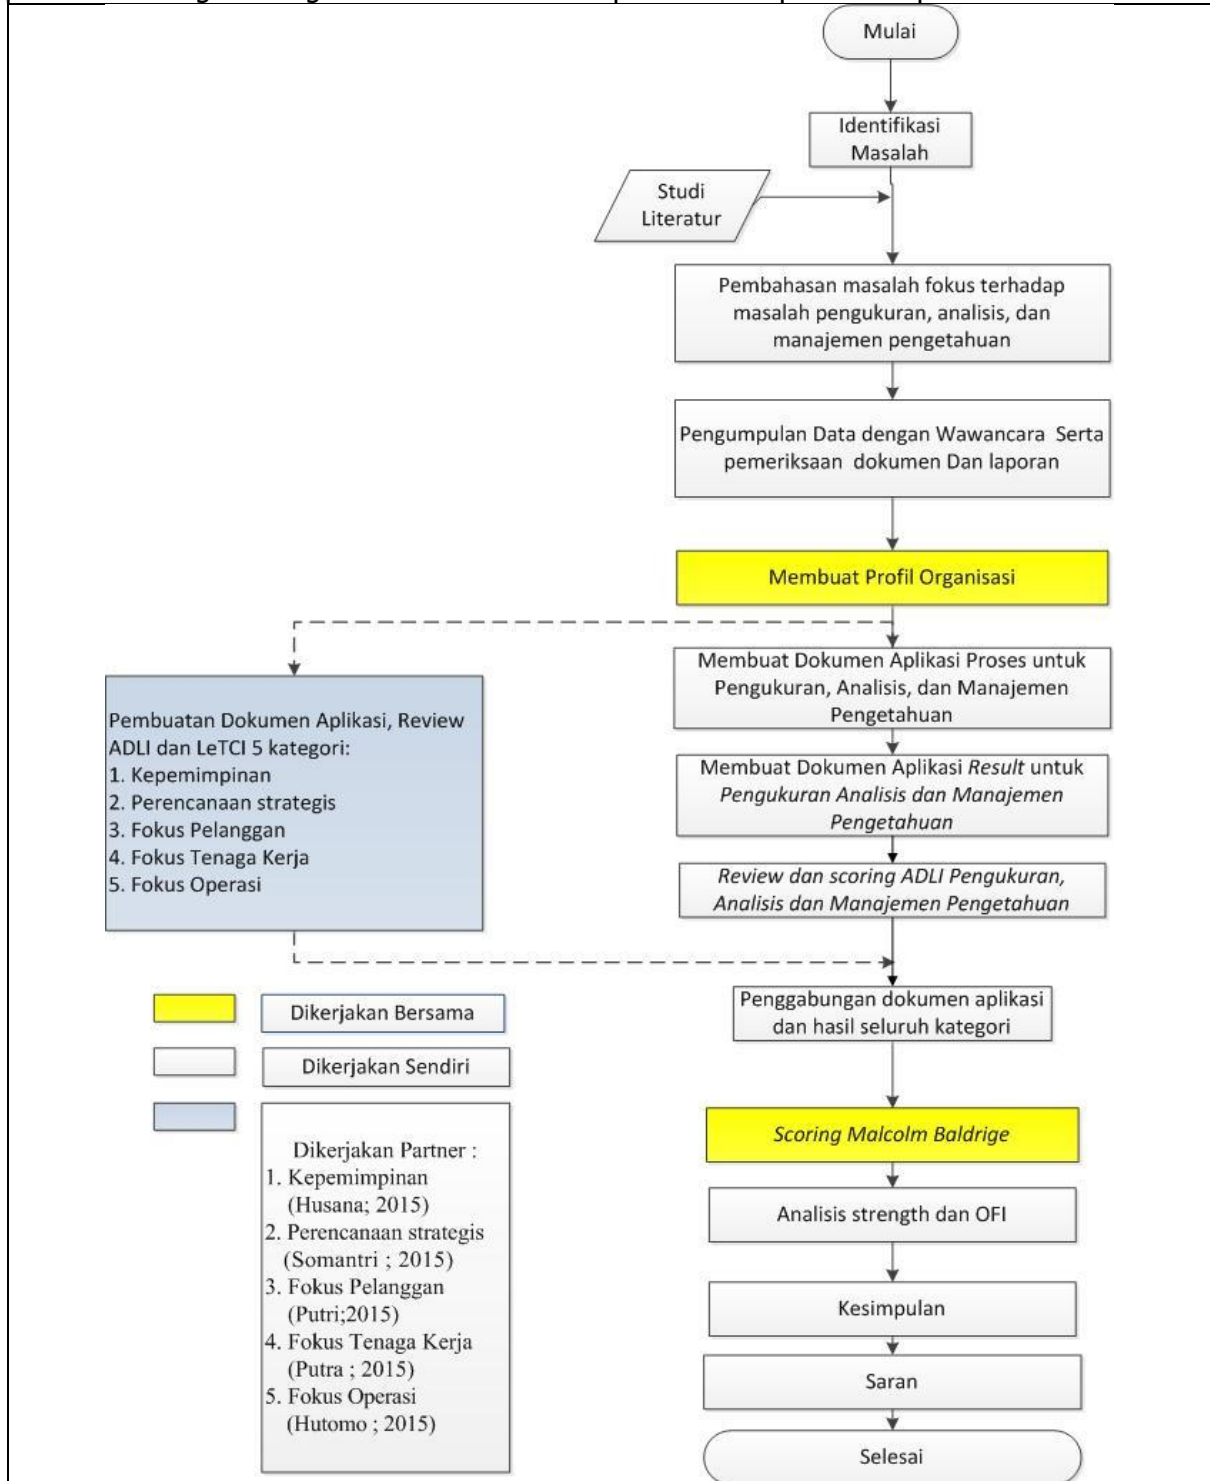 Mulai
Identifikasi
Masalah
Studi
Literatur
Pembahasan masalah fokus terhadap
masalah pengukuran, analisis, dan
manajemen pengetahuan
Pengumpulan Data dengan Wawancara Serta
pemeriksaan dokumen Dan laporan
Membuat Profil Organisasi
Membuat Dokumen Aplikasi Proses untuk
Pengukuran, Analisis, dan Manajemen
Pengetahuan
Pembuatan Dokumen Aplikasi, Review
ADLI dan LeTCI 5 kategori:
1. Kepemimpinan
2. Perencanaan strategis
3. Fokus Pelanggan
4. Fokus Tenaga Kerja
5. Fokus Operasi
Membuat Dokumen Aplikasi Result untuk
Pengukuran Analisis dan Manajemen
Pengetahuan
Review dan scoring ADLI Pengukuran,
Analisis dan Manajemen Pengetahuan
Penggabungan dokumen aplikasi
dan hasil seluruh kategori
Scoring Malcolm Baldrige
Analisis strength dan OFI
Kesimpulan
Saran
Selesai
Dikerjakan Bersama
Dikerjakan Sendiri
Dikerjakan Partner :
1. Kepemimpinan
(Husana; 2015)
2. Perencanaan strategis
(Somantri ; 2015)
3. Fokus Pelanggan
(Putri;2015)
4. Fokus Tenaga Kerja
(Putra ; 2015)
5. Fokus Operasi
(Hutomo ; 2015)